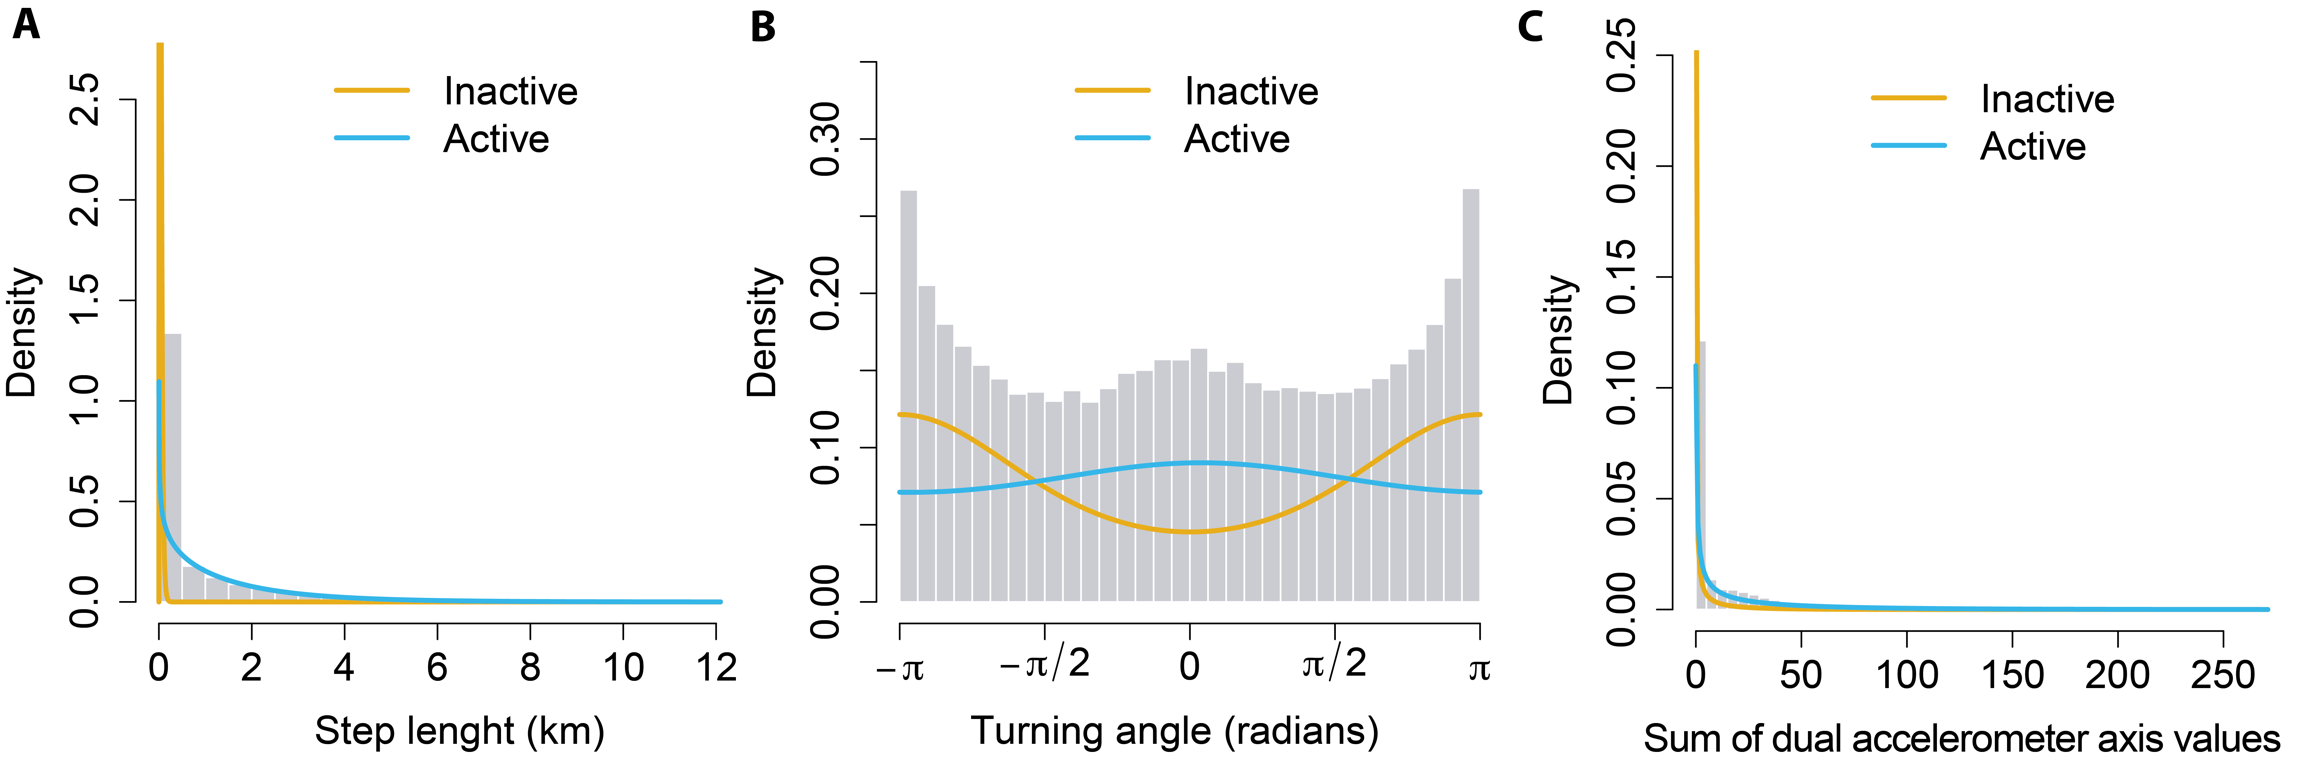 A
Density
2.5
2.0
1.5
1.0
0.5
0.0
Inactive
Active
0 2 4 6 8 10 12
Step lenght (km)
B
Density
0.30
0.20
0.10
0.00
Inactive
Active
−π −π/2 0 π/2 π
Turning angle (radians)
C
Density
0.25
0.20
0.15
0.10
0.05
0.00
Inactive
Active
0 50 100 150 200 250
Sum of dual accelerometer axis values